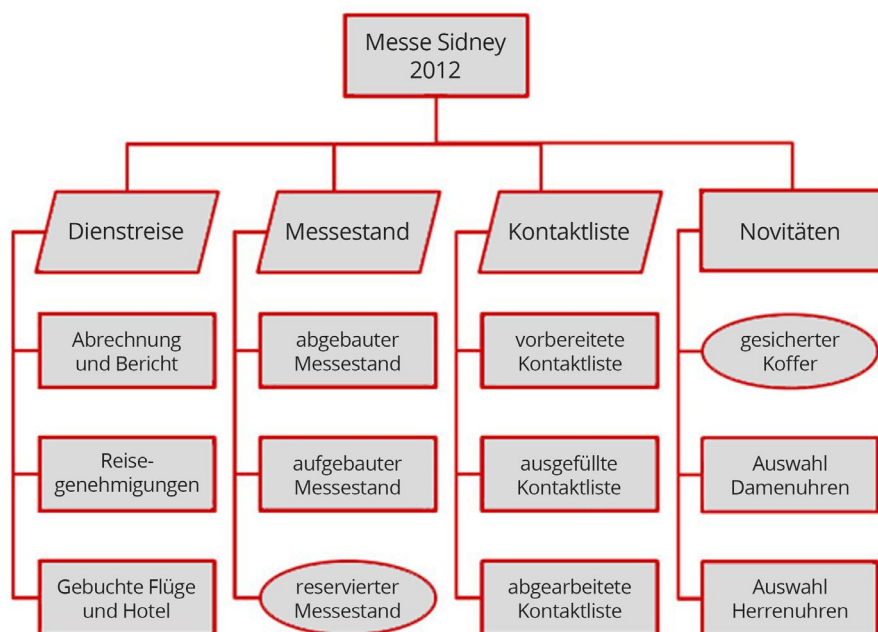 Messe Sidney
2012
Dienstreise
Messestand
Kontaktliste
Novitäten
Abrechnung
und Bericht
abgebauter
Messestand
vorbereitete
Kontaktliste
gesicherter
Koffer
Reise-
genehmigungen
aufgebauter
Messestand
ausgefüllte
Kontaktliste
Auswahl
Damenuhren
Gebuchte Flüge
und Hotel
reservierter
Messestand
abgearbeitete
Kontaktliste
Auswahl
Herrenuhren